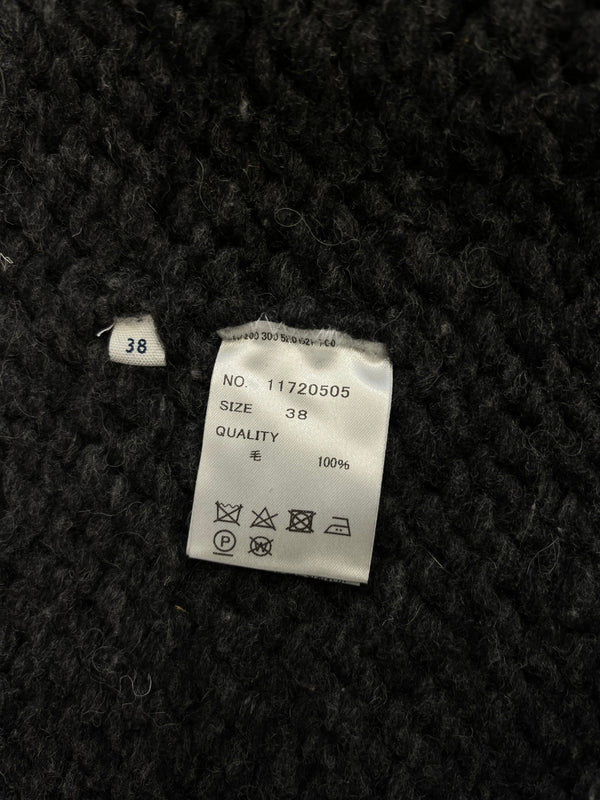 38
NO. 11720505
SIZE 38
QUALITY
毛 100%
P
W